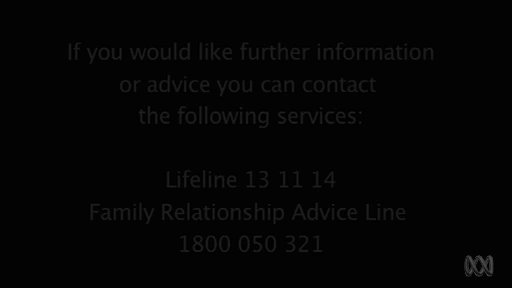 If you would like further information
or advice you can contact
the following services:
Lifeline 13 11 14
Family Relationship Advice Line
1800 050 321